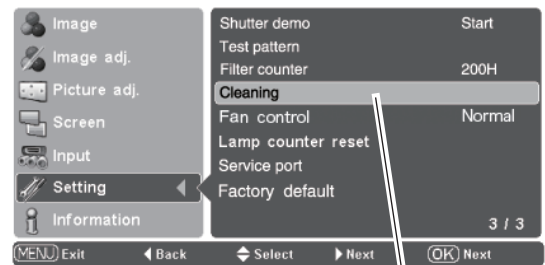 Image
Image adj.
Picture adj.
Screen
Input
Setting
Information
Shutter demo Start
Test pattern
Filter counter 200H
Cleaning
Fan control Normal
Lamp counter reset
Service port
Factory default
3 / 3
MENU Exit Back Select Next OK Next